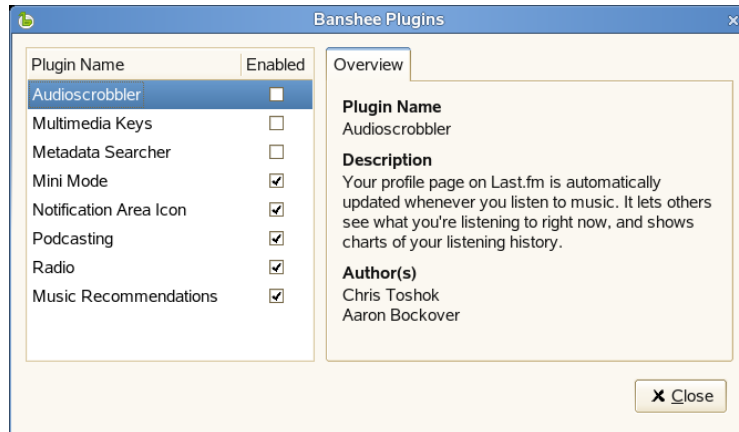 Banshee Plugins
Plugin Name Enabled
Audioscrobbler
Multimedia Keys
Metadata Searcher
Mini Mode
Notification Area Icon
Podcasting
Radio
Music Recommendations
Overview
Plugin Name
Audioscrobbler
Description
Your profile page on Last.fm is automatically
updated whenever you listen to music. It lets others
see what you're listening to right now, and shows
charts of your listening history.
Author(s)
Chris Toshok
Aaron Bockover
Close